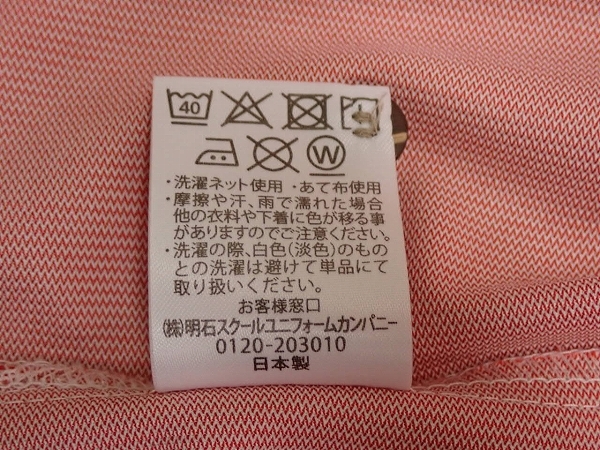 40
W
・洗濯ネット使用 ・あて布使用
・摩擦や汗、雨で濡れた場合
他の衣料や下着に色が移る事
がありますのでご注意ください。
・洗濯の際、白色(淡色)のもの
との洗濯は避けて単品にて
取り扱いください。
お客様窓口
(株)明石スクールユニフォームカンパニー
0120-203010
日本製